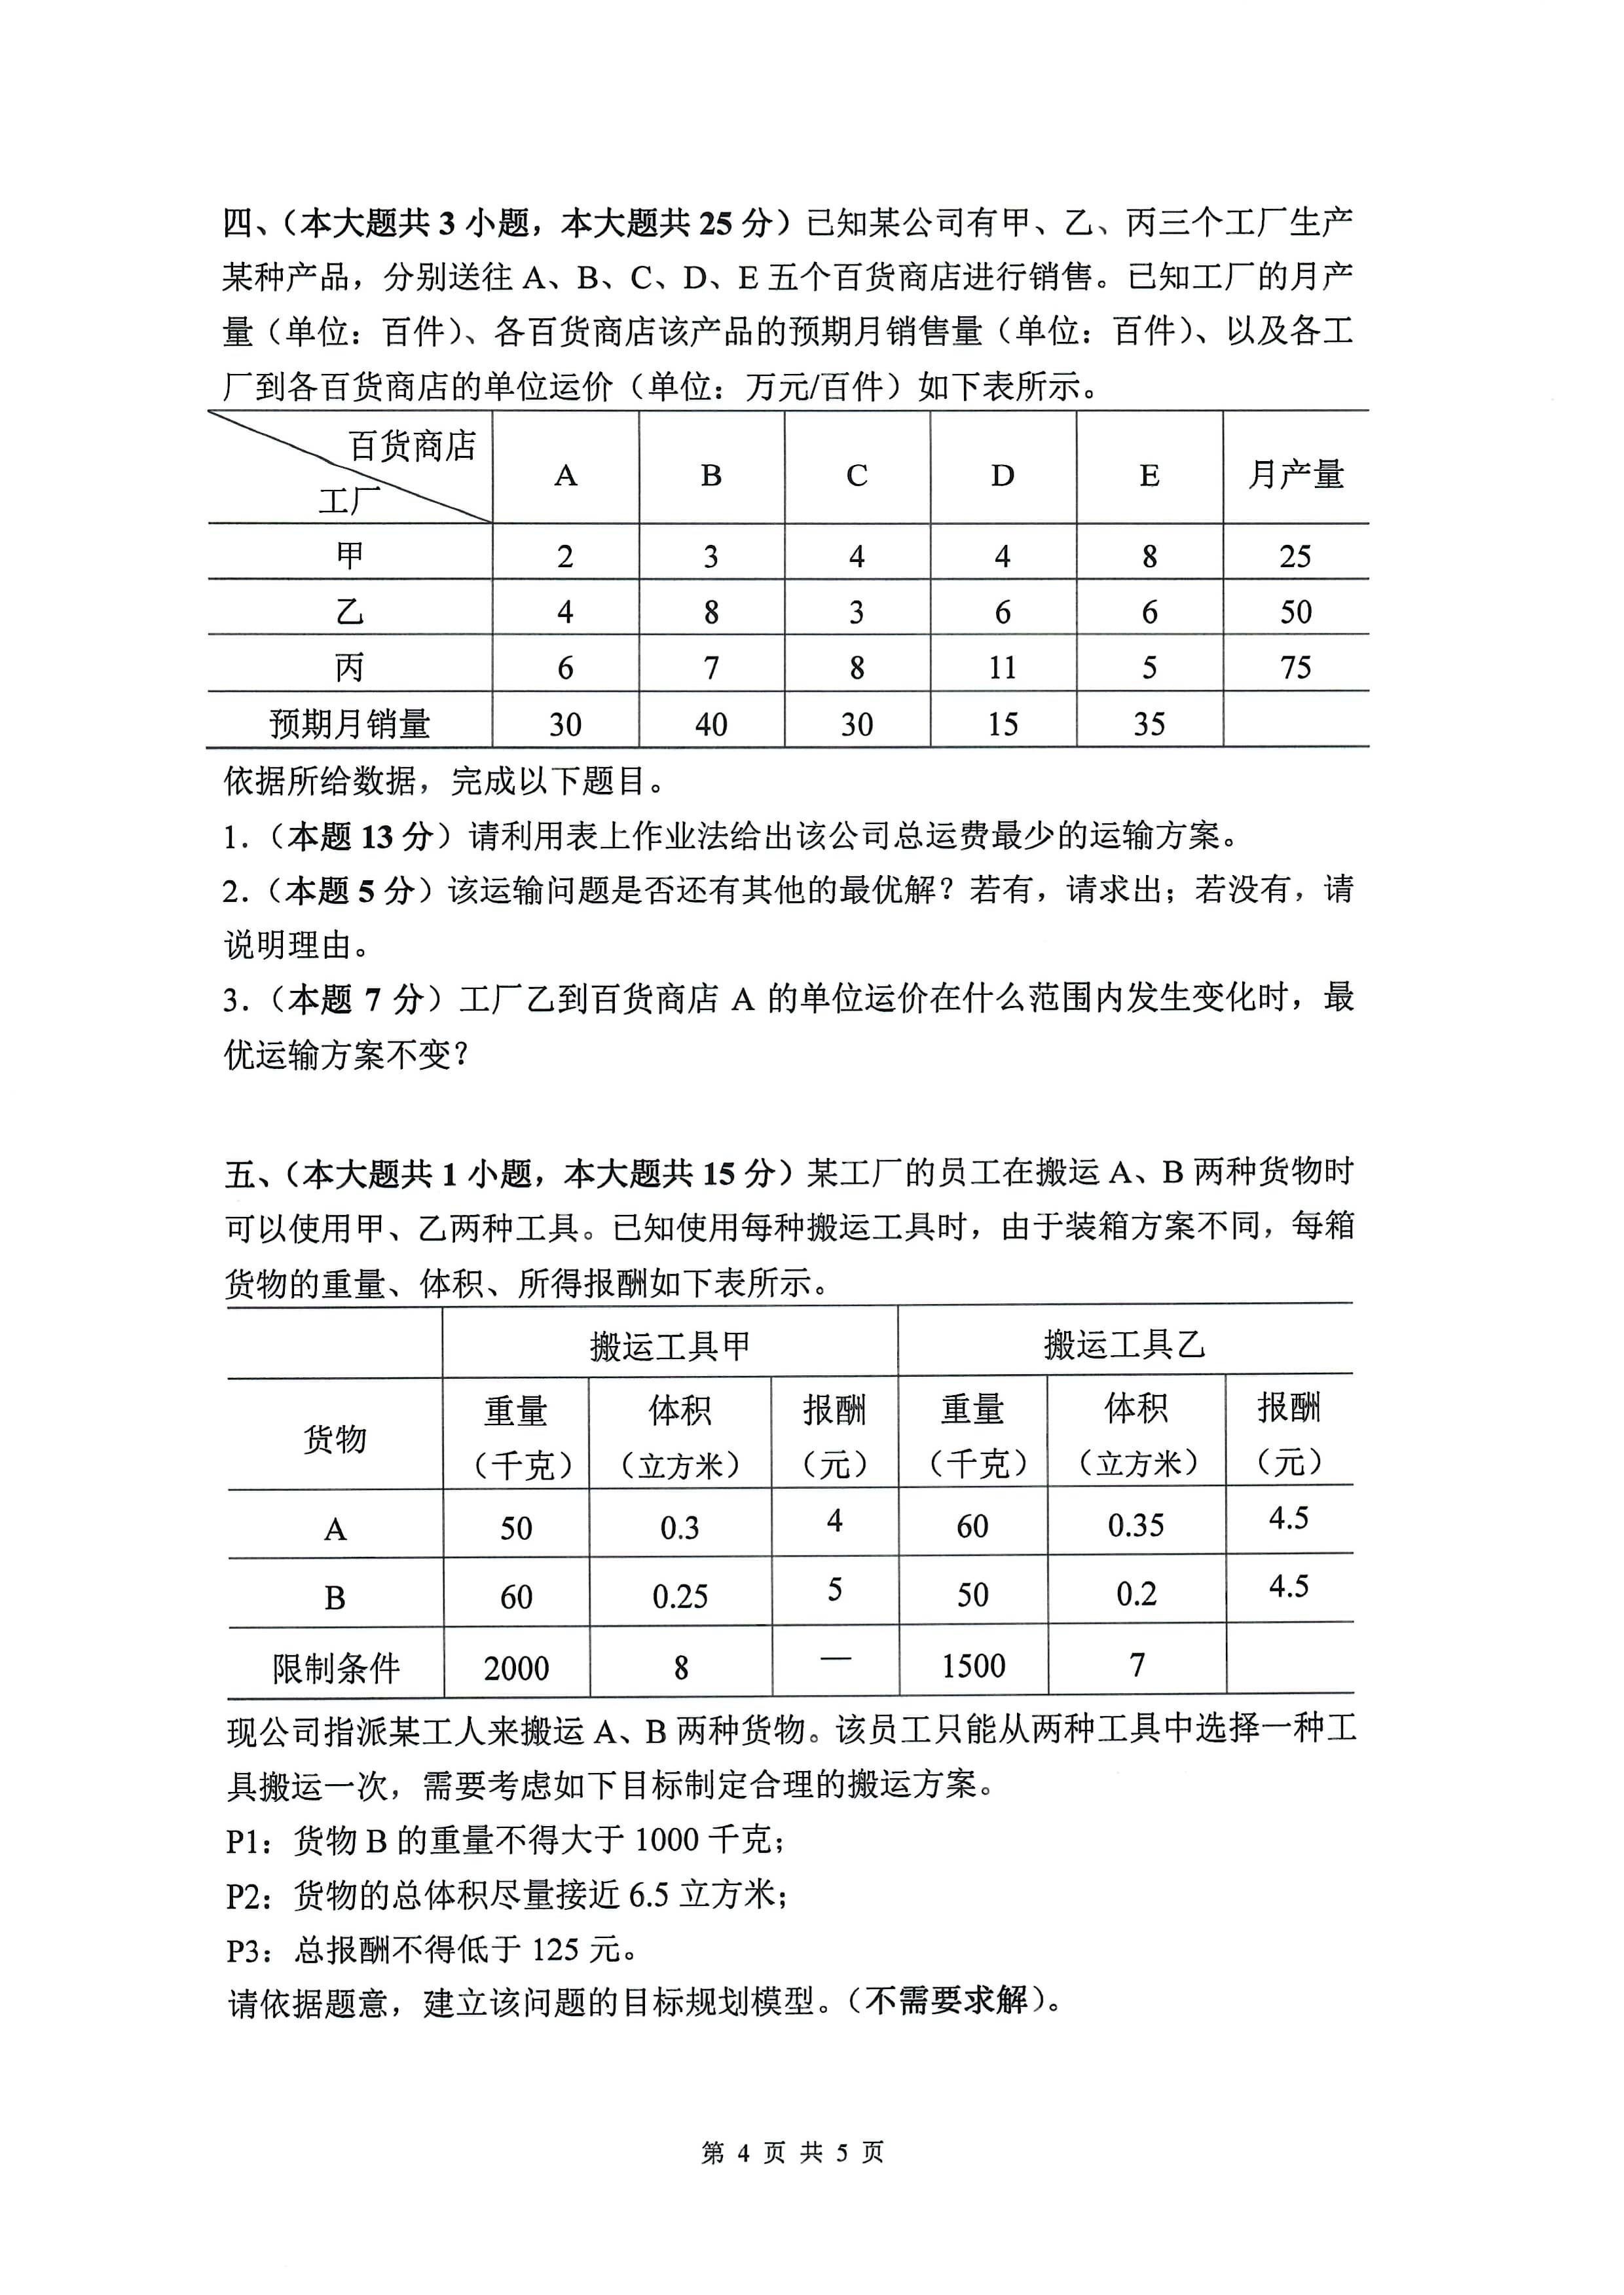 四、（本大题共 3 小题，本大题共 25 分）已知某公司有甲、乙、丙三个工厂生产
某种产品，分别送往 A、B、C、D、E 五个百货商店进行销售。已知工厂的月产
量（单位：百件）、各百货商店该产品的预期月销售量（单位：百件）、以及各工
厂到各百货商店的单位运价（单位：万元/百件）如下表所示。
百货商店
工厂 A B C D E 月产量
甲 2 3 4 4 8 25
乙 4 8 3 6 6 50
丙 6 7 8 11 5 75
预期月销量 30 40 30 15 35
依据所给数据，完成以下题目。
1.（本题 13 分）请利用表上作业法给出该公司总运费最少的运输方案。
2.（本题 5 分）该运输问题是否还有其他的最优解？若有，请求出；若没有，请
说明理由。
3.（本题 7 分）工厂乙到百货商店 A 的单位运价在什么范围内发生变化时，最
优运输方案不变？
五、（本大题共 1 小题，本大题共 15 分）某工厂的员工在搬运 A、B 两种货物时
可以使用甲、乙两种工具。已知使用每种搬运工具时，由于装箱方案不同，每箱
货物的重量、体积、所得报酬如下表所示。
搬运工具甲 搬运工具乙
货物 重量 体积 报酬 重量 体积 报酬
（千克） （立方米） （元） （千克） （立方米） （元）
A 50 0.3 4 60 0.35 4.5
B 60 0.25 5 50 0.2 4.5
限制条件 2000 8 — 1500 7
现公司指派某工人来搬运 A、B 两种货物。该员工只能从两种工具中选择一种工
具搬运一次，需要考虑如下目标制定合理的搬运方案。
P1：货物 B 的重量不得大于 1000 千克；
P2：货物的总体积尽量接近 6.5 立方米；
P3：总报酬不得低于 125 元。
请依据题意，建立该问题的目标规划模型。（不需要求解）。
第 4 页 共 5 页